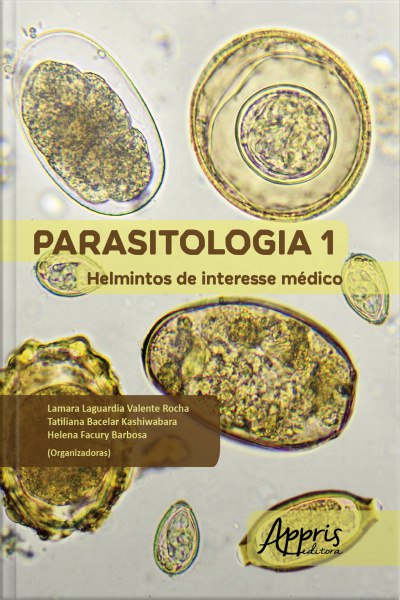 PARASITOLOGIA 1
Helmintos de interesse médico
Lamara Laguardia Valente Rocha
Tatiliana Bacelar Kashiwabara
Helena Facury Barbosa
(Organizadoras)
Appris
editora